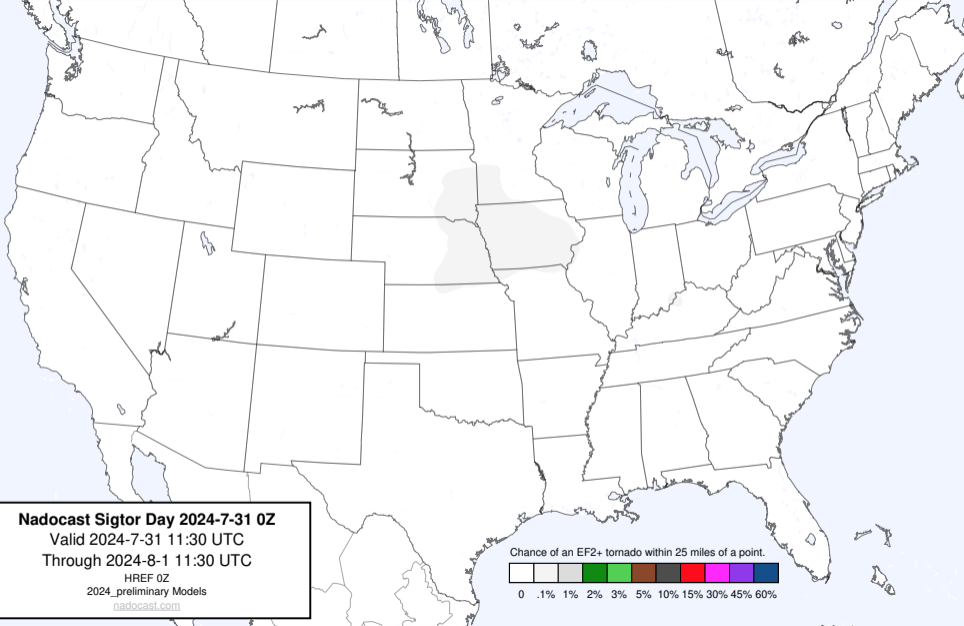 Nadocast Sigtor Day 2024-7-31 0Z
Valid 2024-7-31 11:30 UTC
Through 2024-8-1 11:30 UTC
HREF 0Z
2024_preliminary Models
nadocast.com
Chance of an EF2+ tornado within 25 miles of a point.
0 .1% 1% 2% 3% 5% 10% 15% 30% 45% 60%